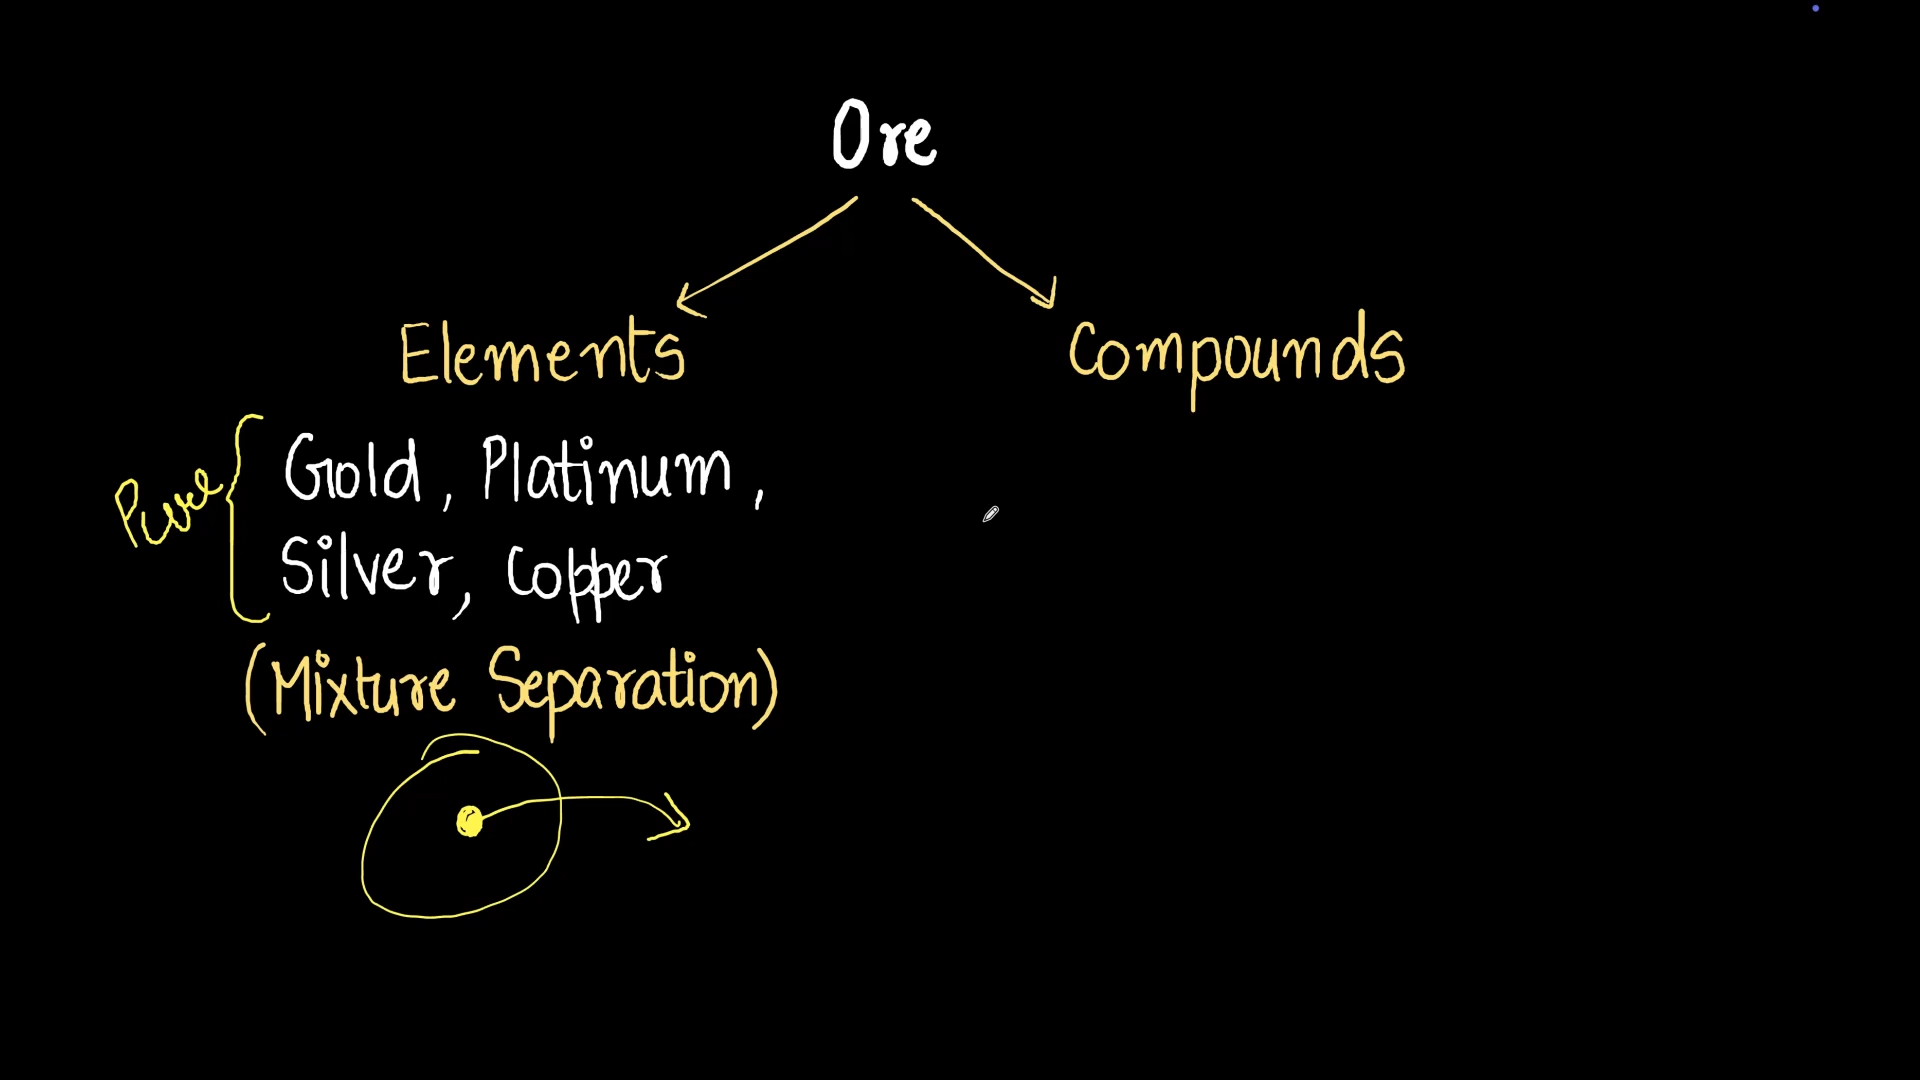 Ore
Elements
Compounds
Pure
Gold, Platinum,
Silver, Copper
(Mixture Separation)